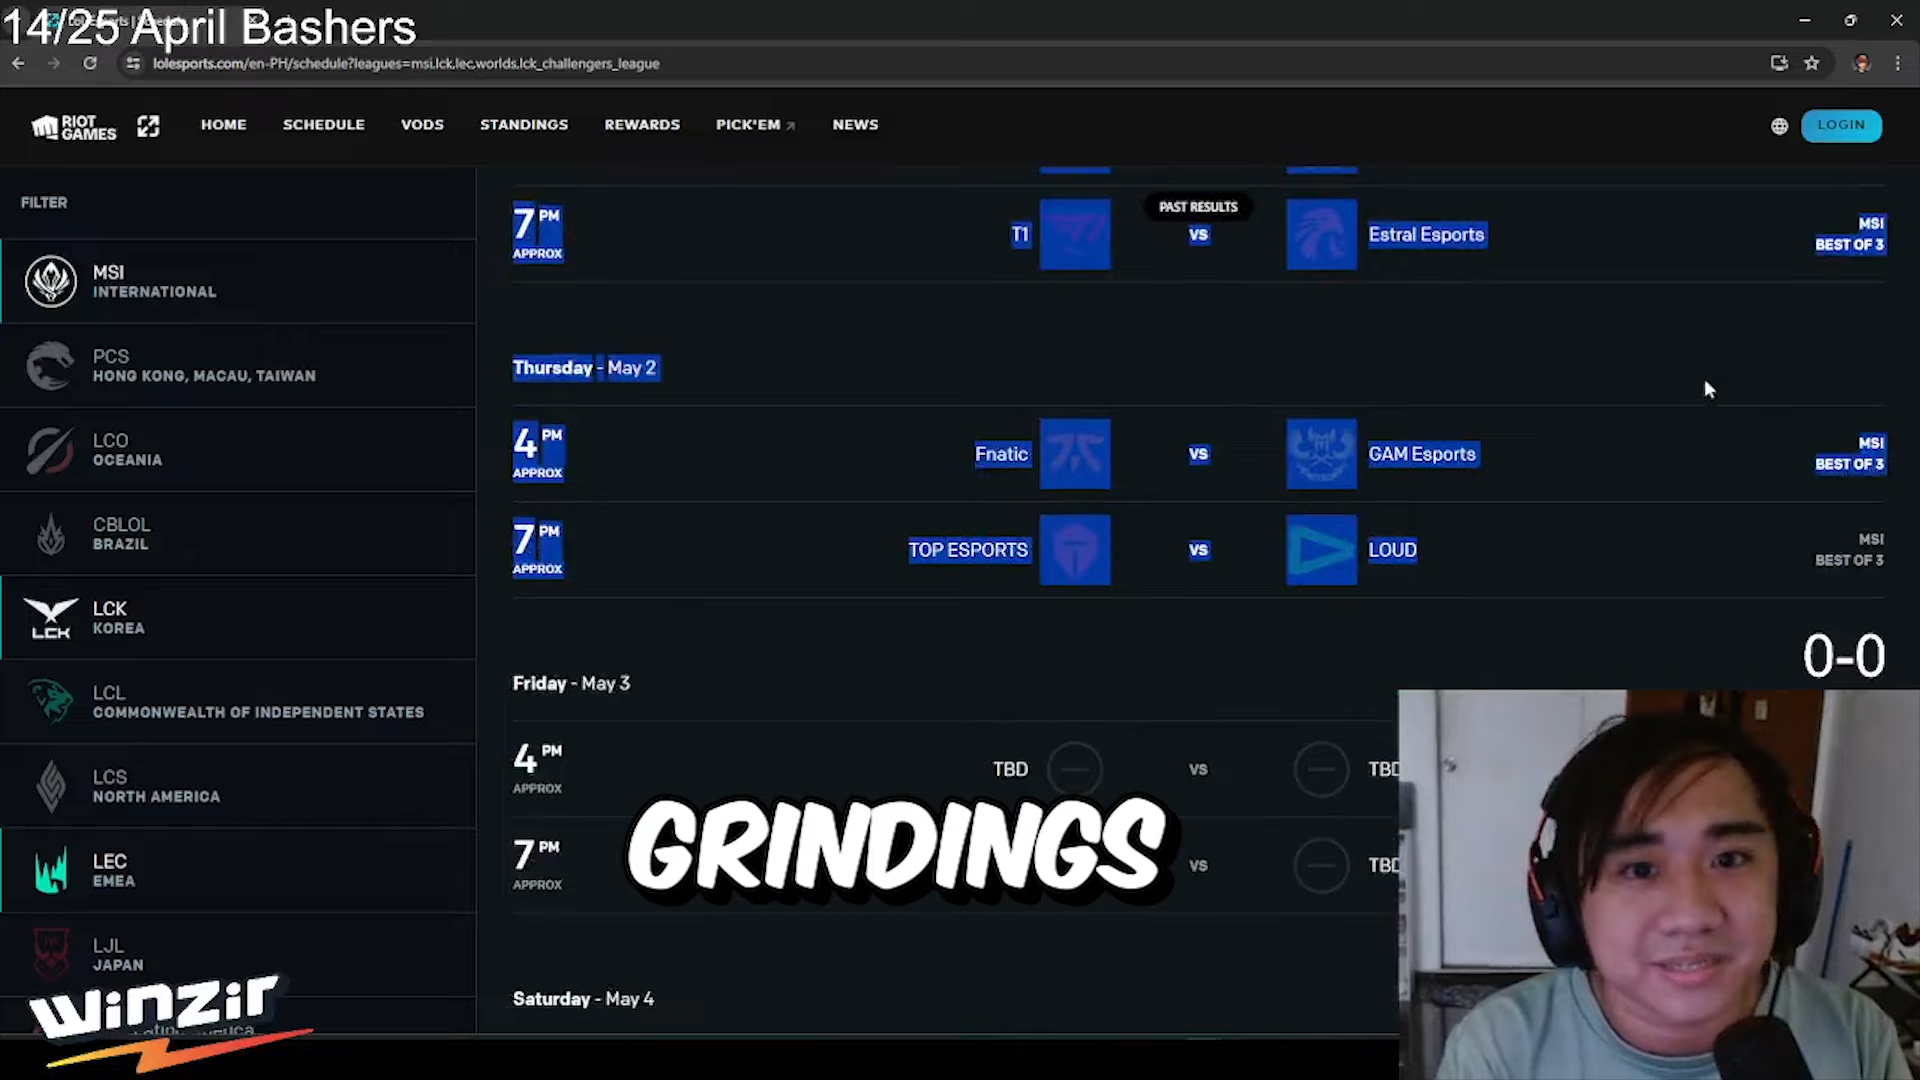 14/25 April Bashers
lolesports.com/en-PH/schedule?leagues=msi,lck,lec,worlds,lck_challengers_league
RIOT GAMES
HOME
SCHEDULE
VODS
STANDINGS
REWARDS
PICK'EM
NEWS
LOGIN
FILTER
MSI
INTERNATIONAL
PCS
HONG KONG, MACAU, TAIWAN
LCO
OCEANIA
CBLOL
BRAZIL
LCK
LCK
KOREA
LCL
COMMONWEALTH OF INDEPENDENT STATES
LCS
NORTH AMERICA
LEC
EMEA
LJL
JAPAN
WINZIR
PAST RESULTS
7 PM
APPROX
T1
VS
Estral Esports
MSI
BEST OF 3
Thursday - May 2
4 PM
APPROX
Fnatic
VS
GAM Esports
MSI
BEST OF 3
7 PM
APPROX
TOP ESPORTS
VS
LOUD
MSI
BEST OF 3
0-0
Friday - May 3
4 PM
APPROX
TBD
VS
TBD
GRINDINGS
7 PM
APPROX
VS
TBD
Saturday - May 4